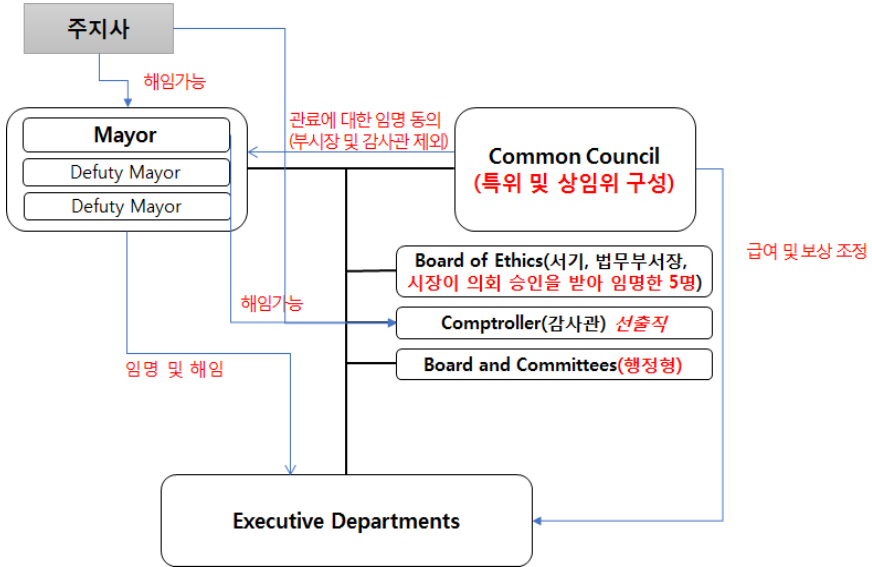 주지사
해임가능
Mayor
Defuty Mayor
Defuty Mayor
관료에 대한 임명 동의
(부시장 및 감사관 제외)
Common Council
(특위 및 상임위 구성)
급여 및 보상 조정
Board of Ethics(서기, 법무부서장,
시장이 의회 승인을 받아 임명한 5명)
해임가능
Comptroller(감사관) 선출직
Board and Committees(행정형)
임명 및 해임
Executive Departments